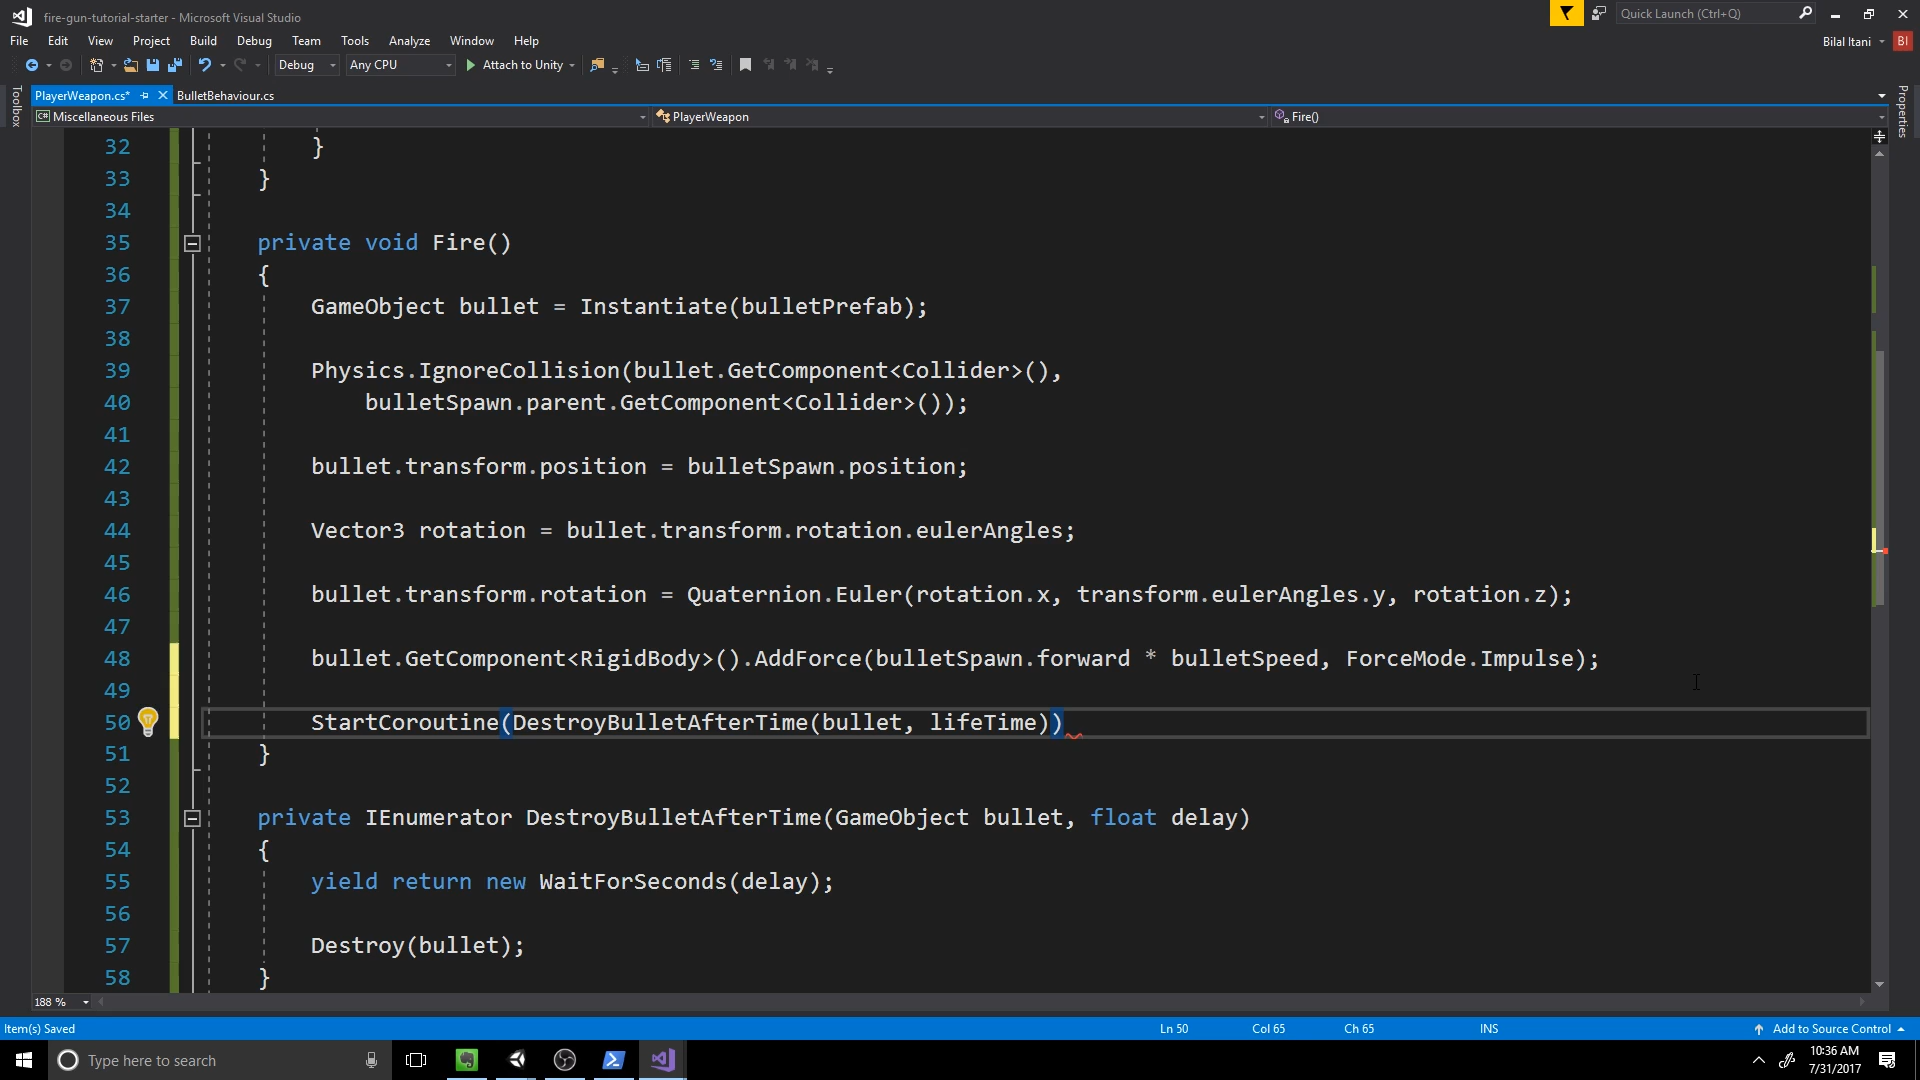 fire-gun-tutorial-starter - Microsoft Visual Studio
Quick Launch (Ctrl+Q)
File Edit View Project Build Debug Team Tools Analyze Window Help
Bilal Itani BI
Debug Any CPU Attach to Unity
Toolbox
PlayerWeapon.cs* BulletBehaviour.cs
Properties
C# Miscellaneous Files PlayerWeapon Fire()
32 }
33 }
34
35 private void Fire()
36 {
37 GameObject bullet = Instantiate(bulletPrefab);
38
39 Physics.IgnoreCollision(bullet.GetComponent<Collider>(),
40 bulletSpawn.parent.GetComponent<Collider>());
41
42 bullet.transform.position = bulletSpawn.position;
43
44 Vector3 rotation = bullet.transform.rotation.eulerAngles;
45
46 bullet.transform.rotation = Quaternion.Euler(rotation.x, transform.eulerAngles.y, rotation.z);
47
48 bullet.GetComponent<RigidBody>().AddForce(bulletSpawn.forward * bulletSpeed, ForceMode.Impulse);
49
50 StartCoroutine(DestroyBulletAfterTime(bullet, lifeTime))
51 }
52
53 private IEnumerator DestroyBulletAfterTime(GameObject bullet, float delay)
54 {
55 yield return new WaitForSeconds(delay);
56
57 Destroy(bullet);
58 }
188 %
Item(s) Saved Ln 50 Col 65 Ch 65 INS Add to Source Control
Type here to search
10:36 AM
7/31/2017